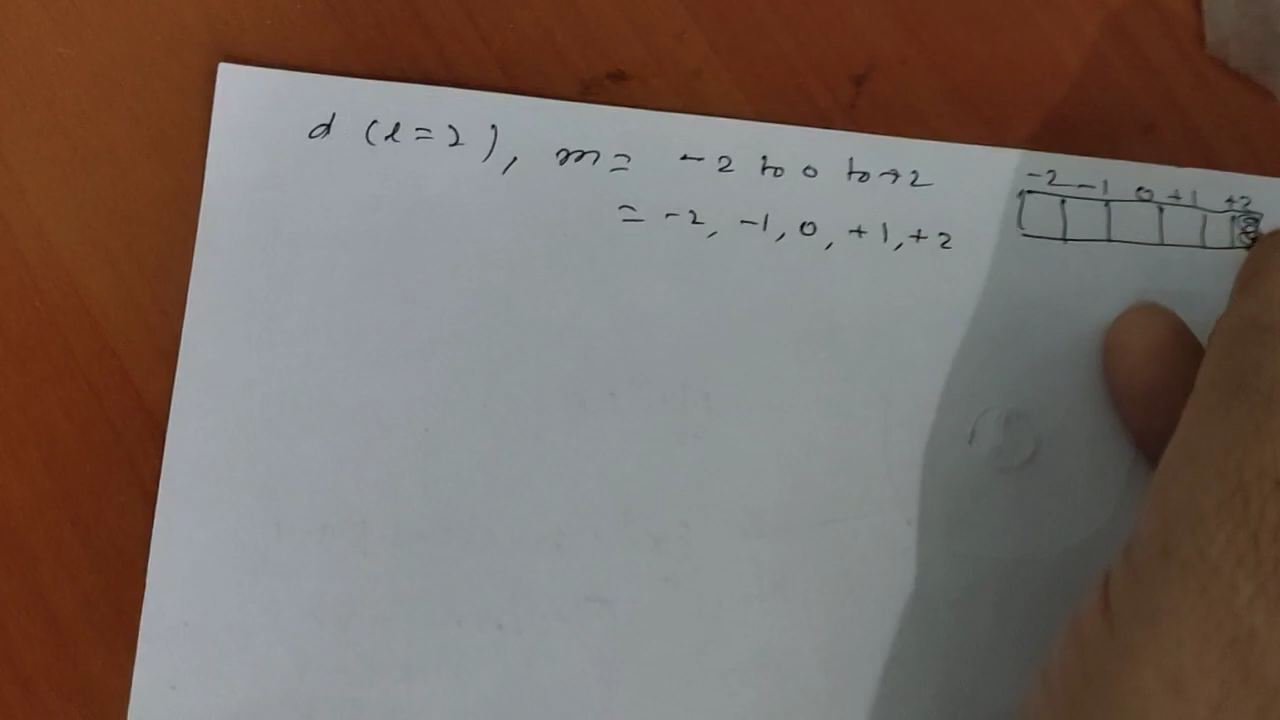 d (l=2), m = -2 to 0 to +2
= -2, -1, 0, +1, +2
-2 -1 0 +1 +2